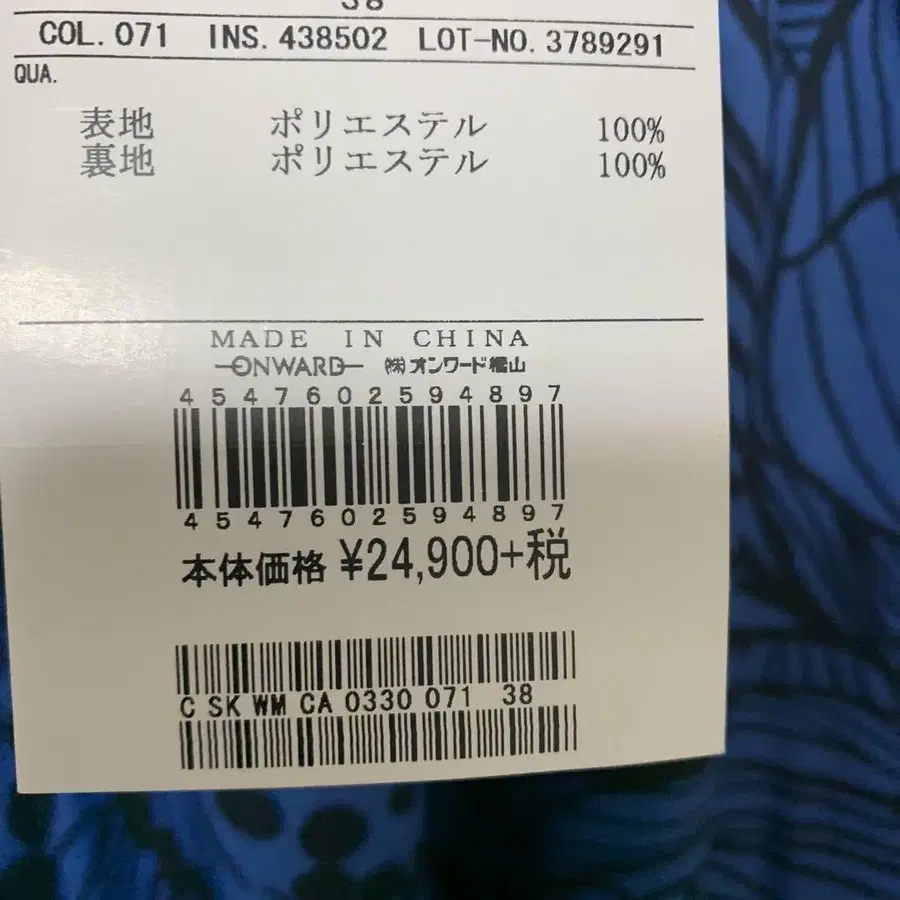 38
COL. 071 INS. 438502 LOT-NO. 3789291
QUA.
表地 ポリエステル 100%
裏地 ポリエステル 100%
MADE IN CHINA
ONWARD ㈱オンワード樫山
4547602594897
4547602594897
本体価格 ¥24,900+税
C SK WM CA 0330 071 38